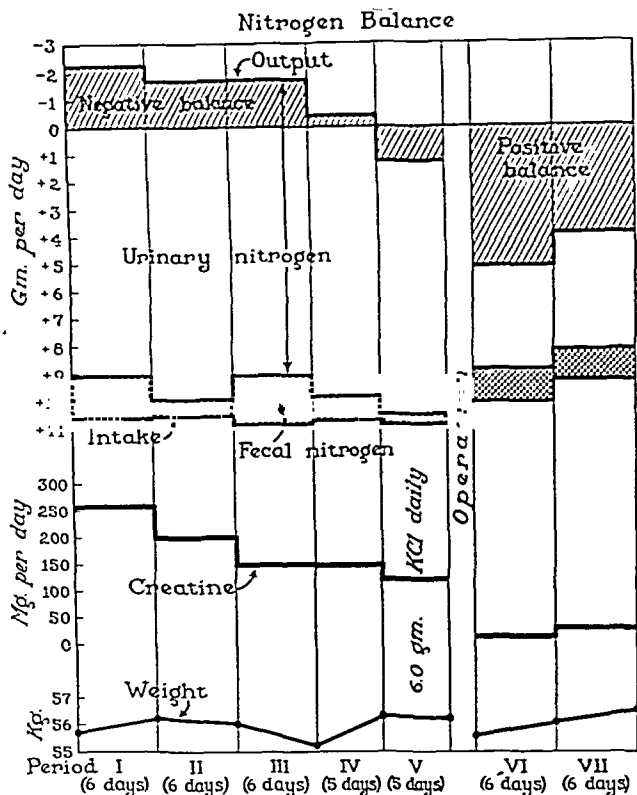 Nitrogen Balance
-3
-2
-1
0
+1
+2
+3
+4
+5
+6
+7
+8
+9
+11
Gm. per day
Output
Negative balance
Positive
balance
Urinary nitrogen
Intake
Fecal nitrogen
300
250
200
150
100
50
0
Mg. per day
Creatine
6.0 gm. KCl daily
57
56
55
Kg.
Weight
Period I II III IV V VI VII
(6 days) (6 days) (6 days) (5 days) (5 days) (6 days) (6 days)